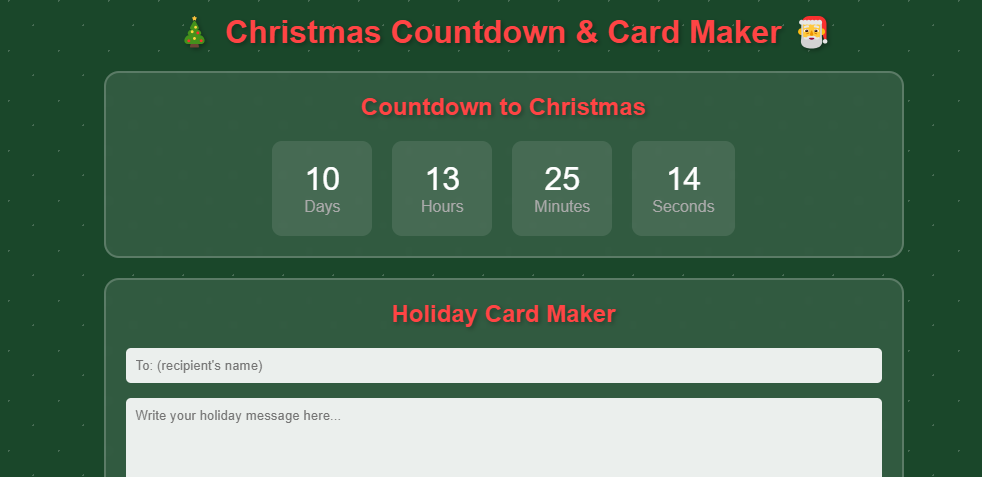 🎄 Christmas Countdown & Card Maker 🎅
Countdown to Christmas
10 13 25 14
Days Hours Minutes Seconds
Holiday Card Maker
To: (recipient's name)
Write your holiday message here...